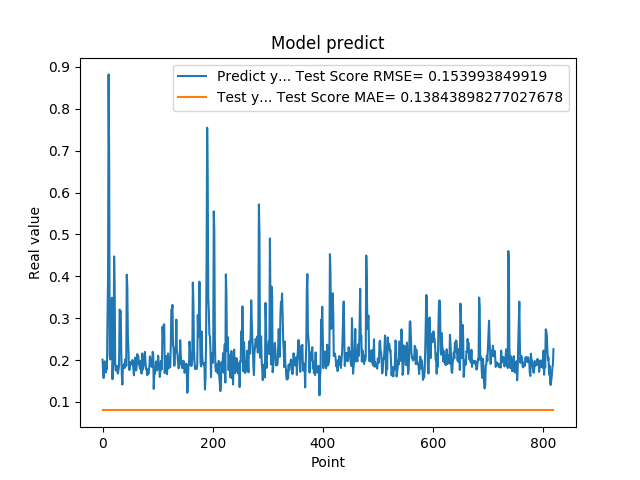 Model predict
Predict y... Test Score RMSE= 0.153993849919
Test y... Test Score MAE= 0.13843898277027678
Real value
0.9
0.8
0.7
0.6
0.5
0.4
0.3
0.2
0.1
0 200 400 600 800
Point